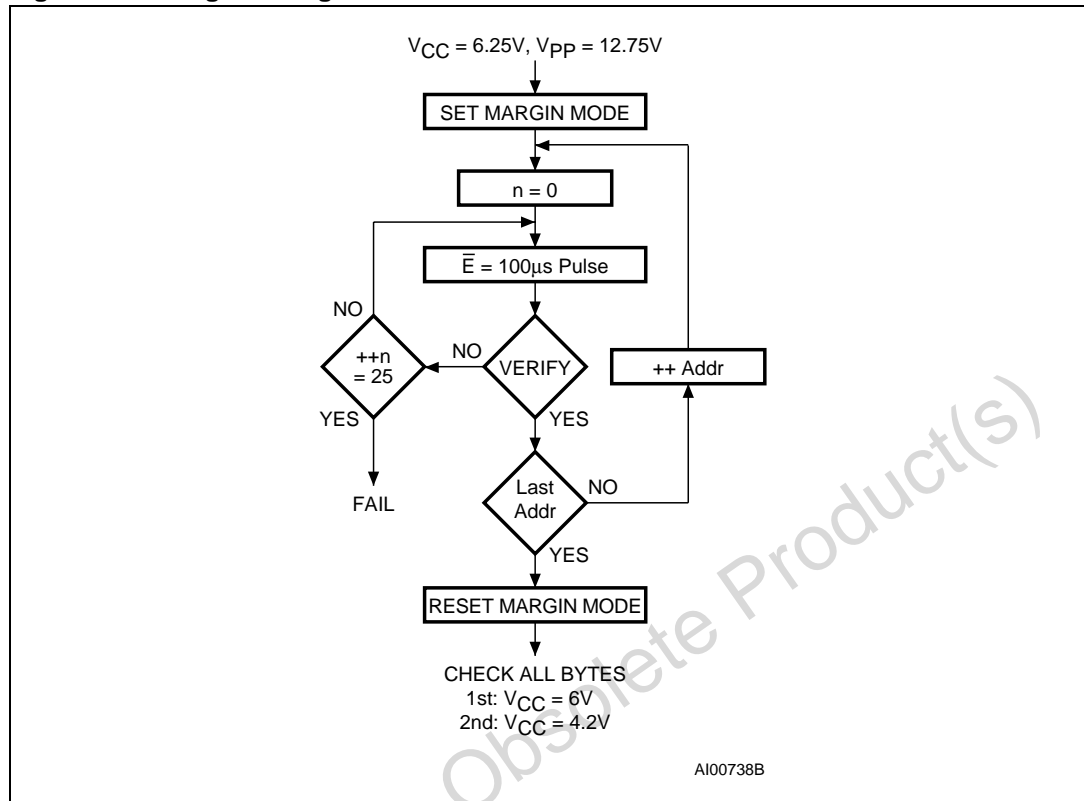 VCC = 6.25V, VPP = 12.75V
SET MARGIN MODE
n = 0
E̅ = 100μs Pulse
NO
++n
= 25
NO
VERIFY
++ Addr
YES
YES
FAIL
Last
Addr
NO
YES
RESET MARGIN MODE
CHECK ALL BYTES
1st: VCC = 6V
2nd: VCC = 4.2V
AI00738B
Obsolete Product(s)